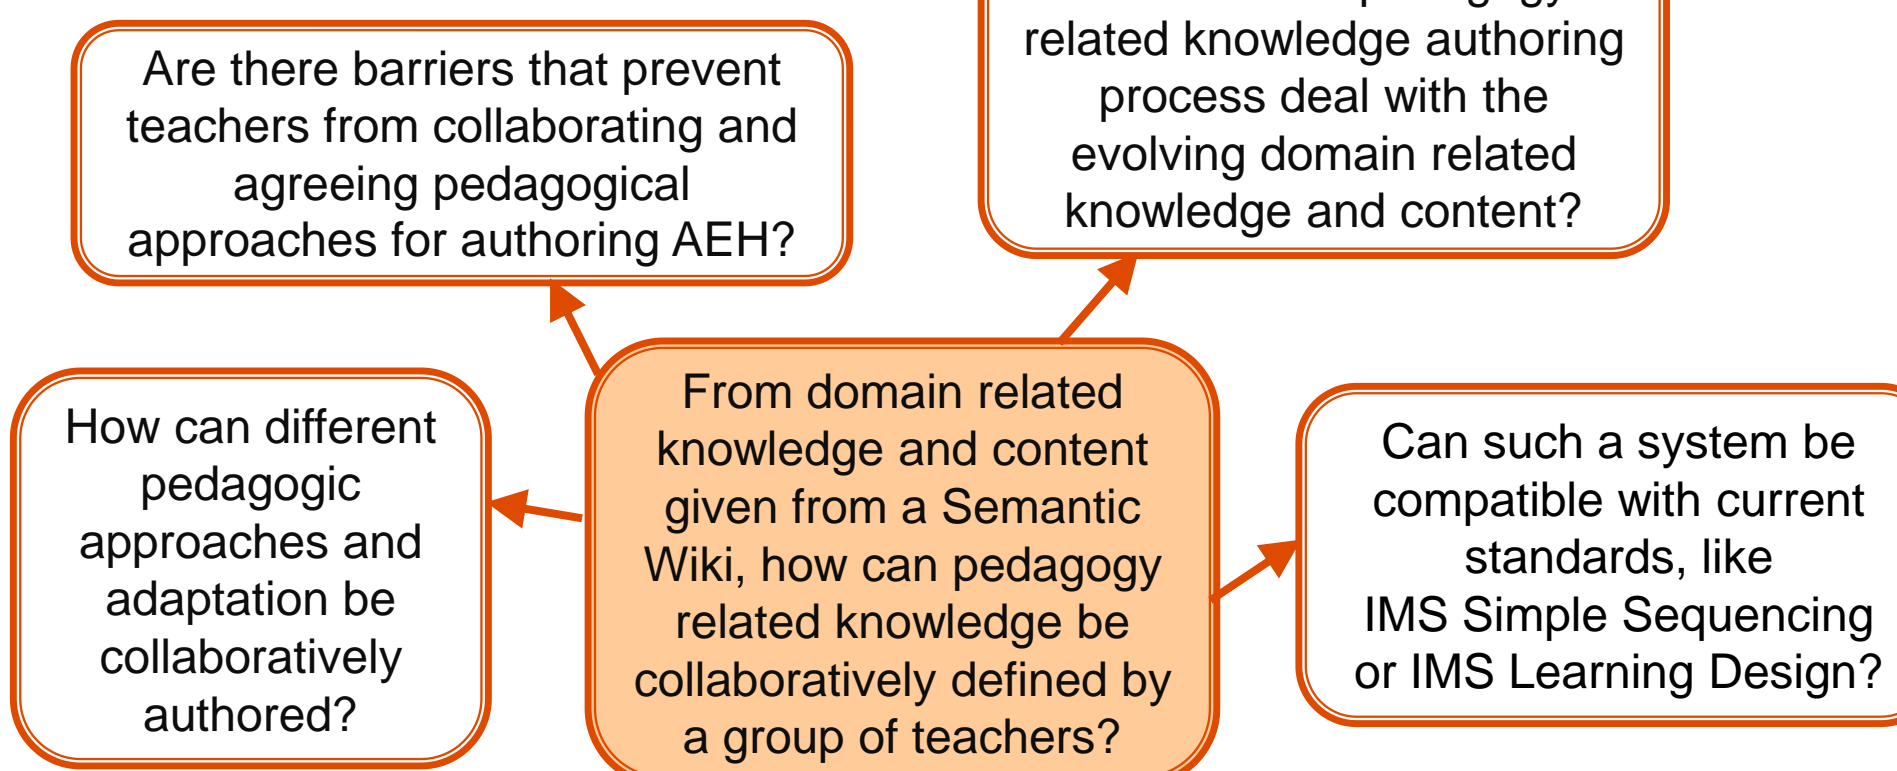 Are there barriers that prevent
teachers from collaborating and
agreeing pedagogical
approaches for authoring AEH?
related knowledge authoring
process deal with the
evolving domain related
knowledge and content?
How can different
pedagogic
approaches and
adaptation be
collaboratively
authored?
From domain related
knowledge and content
given from a Semantic
Wiki, how can pedagogy
related knowledge be
collaboratively defined by
a group of teachers?
Can such a system be
compatible with current
standards, like
IMS Simple Sequencing
or IMS Learning Design?